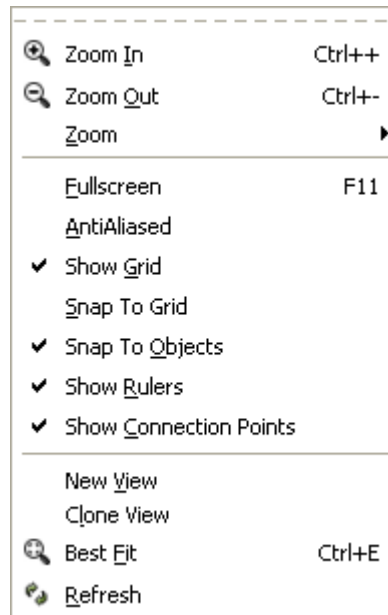 Zoom In Ctrl++
Zoom Out Ctrl+-
Zoom
Fullscreen F11
AntiAliased
Show Grid
Snap To Grid
Snap To Objects
Show Rulers
Show Connection Points
New View
Clone View
Best Fit Ctrl+E
Refresh